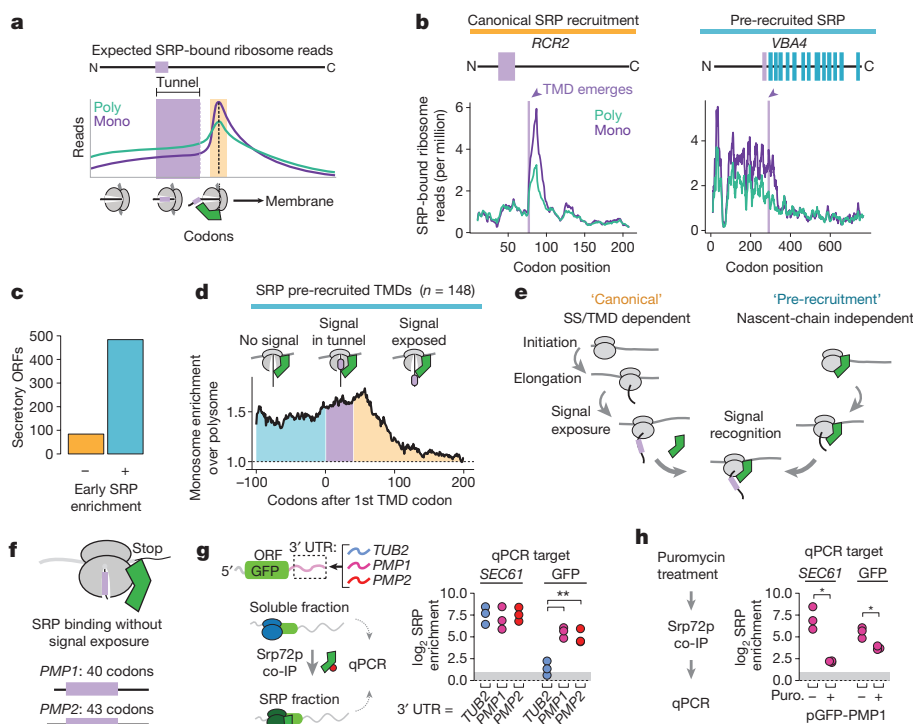 a
Expected SRP-bound ribosome reads
N
C
Tunnel
Poly
Mono
Reads
Membrane
Codons
b
Canonical SRP recruitment
Pre-recruited SRP
RCR2
VBA4
N
C
N
C
TMD emerges
Poly
Mono
SRP-bound ribosome
reads (per million)
6
4
2
0
50
100
150
200
Codon position
6
4
2
0
0
200
400
600
Codon position
c
Secretory ORFs
500
400
300
200
100
0
–
+
Early SRP
enrichment
d
SRP pre-recruited TMDs (n = 148)
No signal
Signal
in tunnel
Signal
exposed
Monosome enrichment
over polysome
1.5
1.0
–100
0
100
200
Codons after 1st TMD codon
e
'Canonical'
SS/TMD dependent
'Pre-recruitment'
Nascent-chain independent
Initiation
Elongation
Signal
exposure
Signal
recognition
f
Stop
SRP binding without
signal exposure
PMP1: 40 codons
PMP2: 43 codons
g
5′
ORF
GFP
3′ UTR:
TUB2
PMP1
PMP2
Soluble fraction
Srp72p
co-IP
qPCR
SRP fraction
qPCR target
SEC61
GFP
**
log2 SRP
enrichment
10.0
7.5
5.0
2.5
0
3′ UTR =
TUB2
PMP1
PMP2
TUB2
PMP1
PMP2
h
Puromycin
treatment
Srp72p
co-IP
qPCR
qPCR target
SEC61
GFP
*
*
log2 SRP
enrichment
10.0
7.5
5.0
2.5
0
Puro.
–
+
–
+
pGFP-PMP1